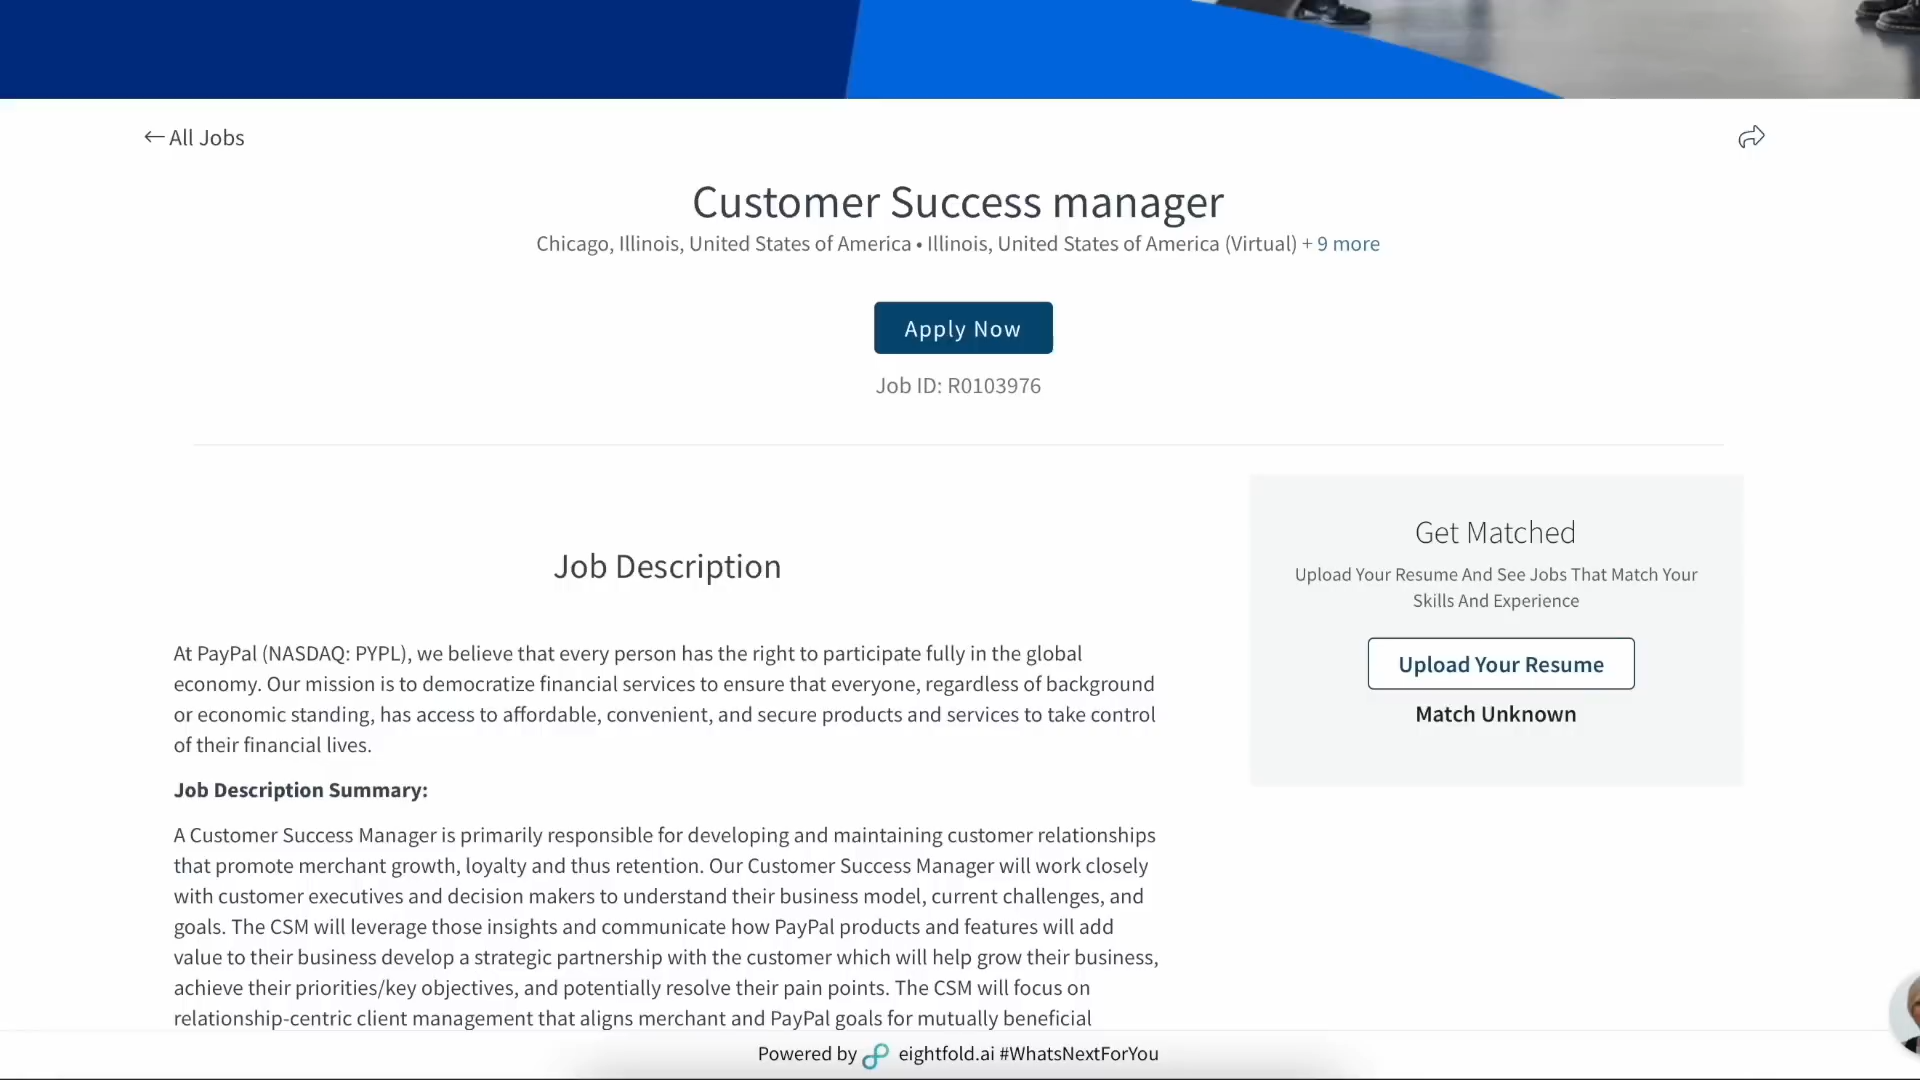 ← All Jobs
Customer Success manager
Chicago, Illinois, United States of America • Illinois, United States of America (Virtual) + 9 more
Apply Now
Job ID: R0103976
Job Description
At PayPal (NASDAQ: PYPL), we believe that every person has the right to participate fully in the global
economy. Our mission is to democratize financial services to ensure that everyone, regardless of background
or economic standing, has access to affordable, convenient, and secure products and services to take control
of their financial lives.
Job Description Summary:
A Customer Success Manager is primarily responsible for developing and maintaining customer relationships
that promote merchant growth, loyalty and thus retention. Our Customer Success Manager will work closely
with customer executives and decision makers to understand their business model, current challenges, and
goals. The CSM will leverage those insights and communicate how PayPal products and features will add
value to their business develop a strategic partnership with the customer which will help grow their business,
achieve their priorities/key objectives, and potentially resolve their pain points. The CSM will focus on
relationship-centric client management that aligns merchant and PayPal goals for mutually beneficial
Get Matched
Upload Your Resume And See Jobs That Match Your
Skills And Experience
Upload Your Resume
Match Unknown
Powered by eightfold.ai #WhatsNextForYou